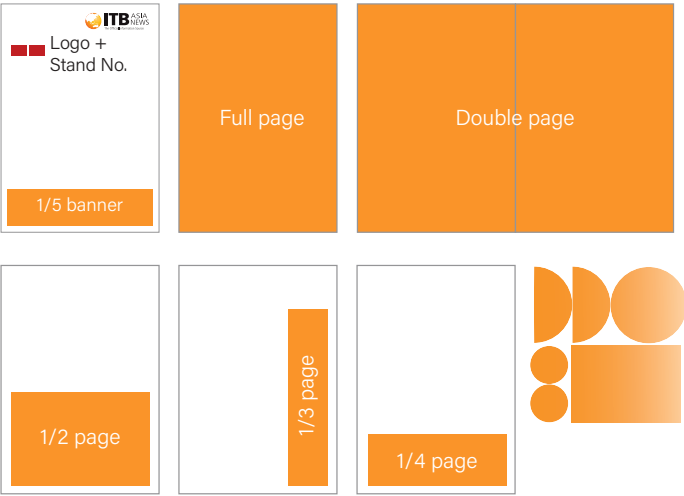 ITB ASIA NEWS
Logo +
Stand No.
1/5 banner
Full page
Double page
1/2 page
1/3 page
1/4 page